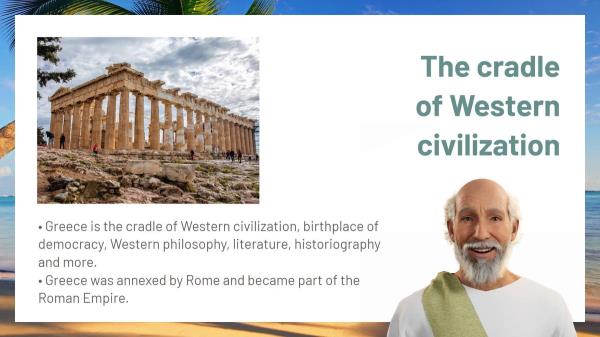 The cradle
of Western
civilization
• Greece is the cradle of Western civilization, birthplace of
democracy, Western philosophy, literature, historiography
and more.
• Greece was annexed by Rome and became part of the
Roman Empire.